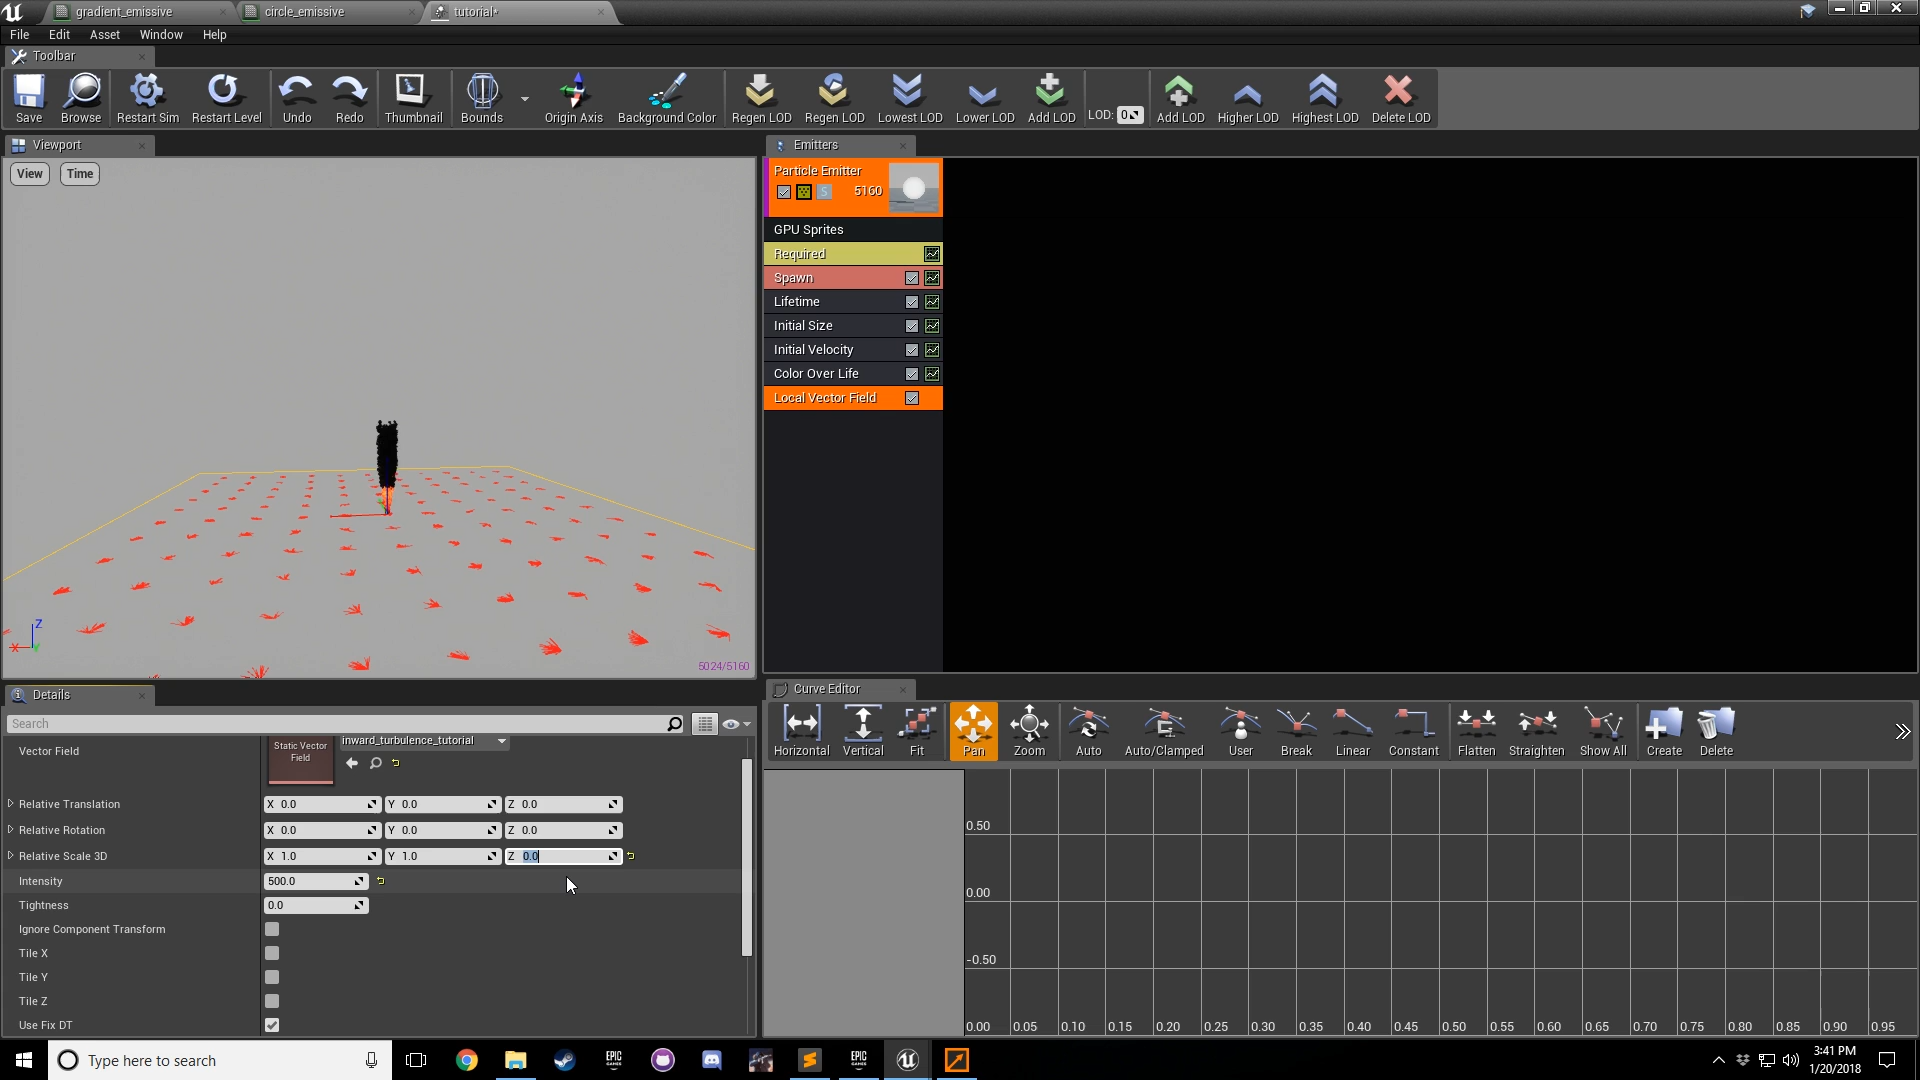 gradient_emissive
circle_emissive
tutorial*
File Edit Asset Window Help
Toolbar
Save Browse Restart Sim Restart Level Undo Redo Thumbnail Bounds Origin Axis Background Color Regen LOD Regen LOD Lowest LOD Lower LOD Add LOD LOD: 0 Add LOD Higher LOD Highest LOD Delete LOD
Viewport
View Time
Z
X
5024/5160
Emitters
Particle Emitter
S 5160
GPU Sprites
Required
Spawn
Lifetime
Initial Size
Initial Velocity
Color Over Life
Local Vector Field
Details
Search
Vector Field
Static Vector
Field
inward_turbulence_tutorial
Relative Translation X 0.0 Y 0.0 Z 0.0
Relative Rotation X 0.0 Y 0.0 Z 0.0
Relative Scale 3D X 1.0 Y 1.0 Z 0.0
Intensity 500.0
Tightness 0.0
Ignore Component Transform
Tile X
Tile Y
Tile Z
Use Fix DT
Curve Editor
Horizontal Vertical Fit Pan Zoom Auto Auto/Clamped User Break Linear Constant Flatten Straighten Show All Create Delete
0.50
0.00
-0.50
0.00 0.05 0.10 0.15 0.20 0.25 0.30 0.35 0.40 0.45 0.50 0.55 0.60 0.65 0.70 0.75 0.80 0.85 0.90 0.95
Type here to search
EPIC
GAMES
EPIC
GAMES
3:41 PM
1/20/2018